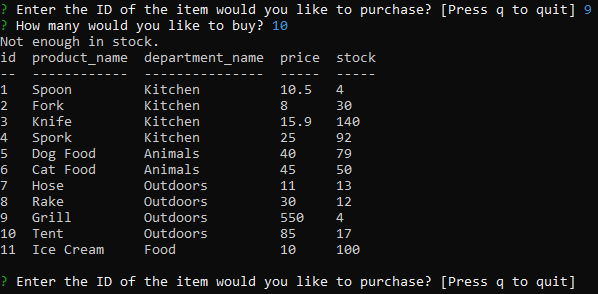 ? Enter the ID of the item would you like to purchase? [Press q to quit] 9
? How many would you like to buy? 10
Not enough in stock.
id  product_name  department_name  price  stock
--  ------------  ---------------  -----  -----
1   Spoon         Kitchen          10.5   4
2   Fork          Kitchen          8      30
3   Knife         Kitchen          15.9   140
4   Spork         Kitchen          25     92
5   Dog Food      Animals          40     79
6   Cat Food      Animals          45     50
7   Hose          Outdoors         11     13
8   Rake          Outdoors         30     12
9   Grill         Outdoors         550    4
10  Tent          Outdoors         85     17
11  Ice Cream     Food             10     100
? Enter the ID of the item would you like to purchase? [Press q to quit]